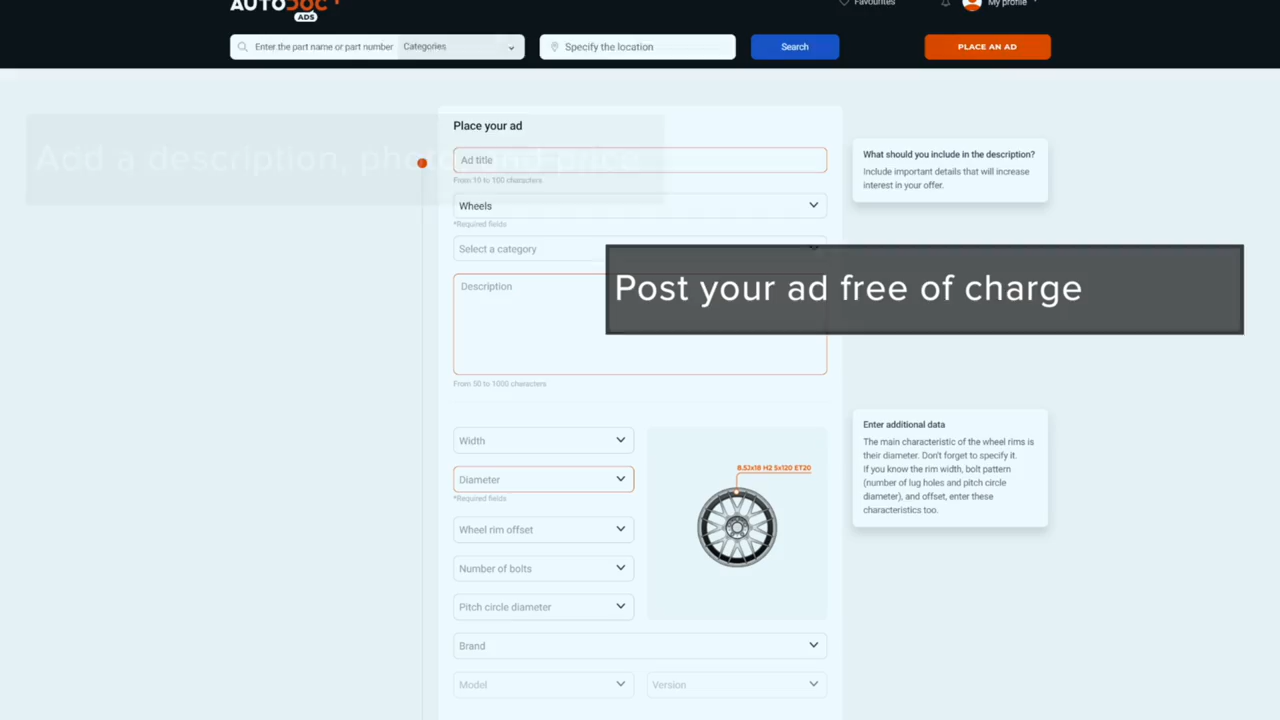 AUTODOC
ADS
Favourites
My profile
Enter the part name or part number
Categories
Specify the location
Search
PLACE AN AD
Place your ad
Add a description, photo and price
Ad title
From 10 to 100 characters
Wheels
*Required fields
Select a category
Post your ad free of charge
Description
From 50 to 1000 characters
What should you include in the description?
Include important details that will increase
interest in your offer.
Width
Diameter
*Required fields
Wheel rim offset
Number of bolts
Pitch circle diameter
8.5Jx18 H2 5x120 ET20
Enter additional data
The main characteristic of the wheel rims is
their diameter. Don't forget to specify it.
If you know the rim width, bolt pattern
(number of lug holes and pitch circle
diameter), and offset, enter these
characteristics too.
Brand
Model
Version